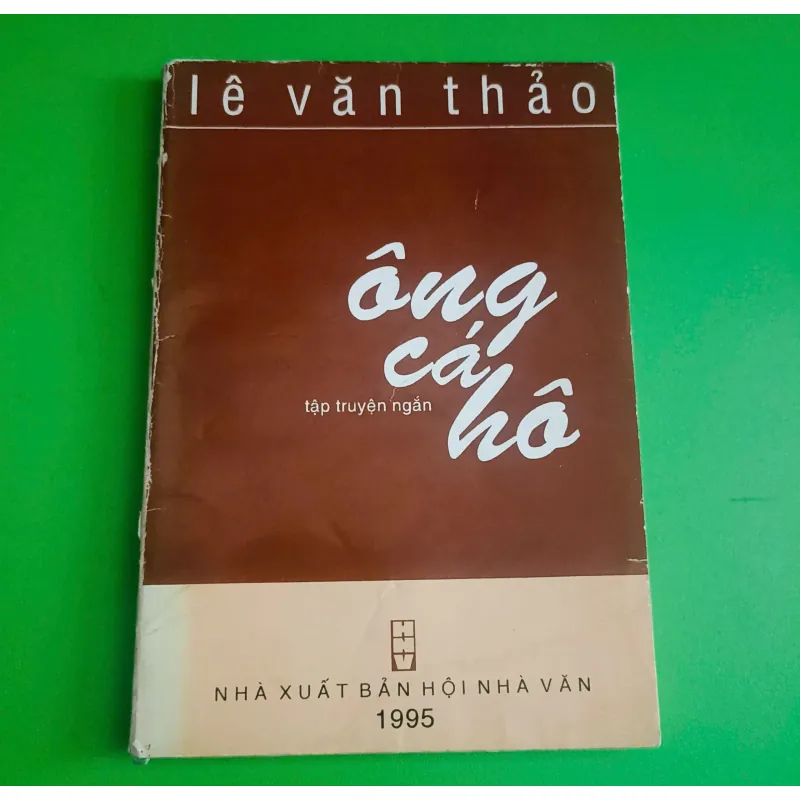 lê văn thảo
ông
cá
hô
tập truyện ngắn
NHÀ XUẤT BẢN HỘI NHÀ VĂN
1995